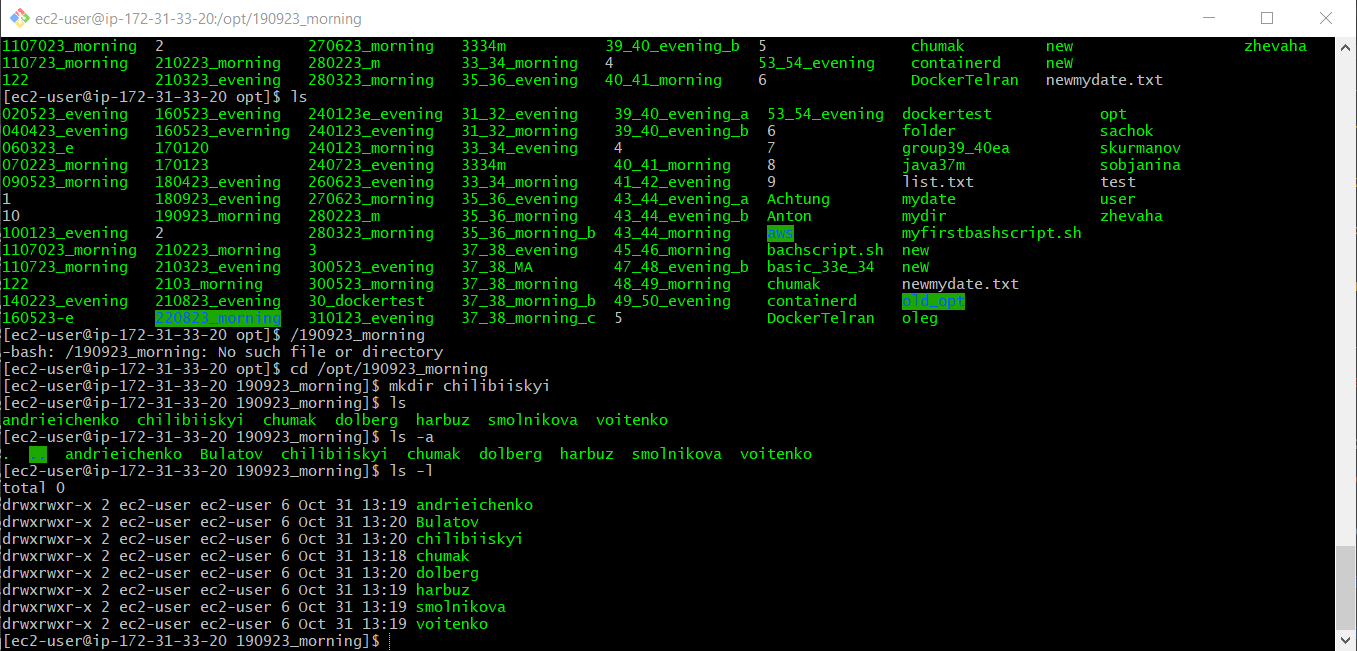 ec2-user@ip-172-31-33-20:/opt/190923_morning
1107023_morning 2 270623_morning 3334m 39_40_evening_b 5 chumak new zhevaha
110723_morning 210223_morning 280223_m 33_34_morning 4 53_54_evening containerd neW
122 210323_evening 280323_morning 35_36_evening 40_41_morning 6 DockerTelran newmydate.txt
[ec2-user@ip-172-31-33-20 opt]$ ls
020523_evening 160523_evening 240123e_evening 31_32_evening 39_40_evening_a 53_54_evening dockertest opt
040423_evening 160523_everning 240123_evening 31_32_morning 39_40_evening_b 6 folder sachok
060323_e 170120 240123_morning 33_34_evening 4 7 group39_40ea skurmanov
070223_morning 170123 240723_evening 3334m 40_41_morning 8 java37m sobjanina
090523_morning 180423_evening 260623_evening 33_34_morning 41_42_evening 9 list.txt test
1 180923_evening 270623_morning 35_36_evening 43_44_evening_a Achtung mydate user
10 190923_morning 280223_m 35_36_morning 43_44_evening_b Anton mydir zhevaha
100123_evening 2 280323_morning 35_36_morning_b 43_44_morning aws myfirstbashscript.sh
1107023_morning 210223_morning 3 37_38_evening 45_46_morning bachscript.sh new
110723_morning 210323_evening 300523_evening 37_38_MA 47_48_evening_b basic_33e_34 neW
122 2103_morning 300523_morning 37_38_morning 48_49_morning chumak newmydate.txt
140223_evening 210823_evening 30_dockertest 37_38_morning_b 49_50_evening containerd old_opt
160523-e 220823_morning 310123_evening 37_38_morning_c 5 DockerTelran oleg
[ec2-user@ip-172-31-33-20 opt]$ /190923_morning
-bash: /190923_morning: No such file or directory
[ec2-user@ip-172-31-33-20 opt]$ cd /opt/190923_morning
[ec2-user@ip-172-31-33-20 190923_morning]$ mkdir chilibiiskyi
[ec2-user@ip-172-31-33-20 190923_morning]$ ls
andrieichenko chilibiiskyi chumak dolberg harbuz smolnikova voitenko
[ec2-user@ip-172-31-33-20 190923_morning]$ ls -a
. .. andrieichenko Bulatov chilibiiskyi chumak dolberg harbuz smolnikova voitenko
[ec2-user@ip-172-31-33-20 190923_morning]$ ls -l
total 0
drwxrwxr-x 2 ec2-user ec2-user 6 Oct 31 13:19 andrieichenko
drwxrwxr-x 2 ec2-user ec2-user 6 Oct 31 13:20 Bulatov
drwxrwxr-x 2 ec2-user ec2-user 6 Oct 31 13:20 chilibiiskyi
drwxrwxr-x 2 ec2-user ec2-user 6 Oct 31 13:18 chumak
drwxrwxr-x 2 ec2-user ec2-user 6 Oct 31 13:20 dolberg
drwxrwxr-x 2 ec2-user ec2-user 6 Oct 31 13:19 harbuz
drwxrwxr-x 2 ec2-user ec2-user 6 Oct 31 13:19 smolnikova
drwxrwxr-x 2 ec2-user ec2-user 6 Oct 31 13:19 voitenko
[ec2-user@ip-172-31-33-20 190923_morning]$